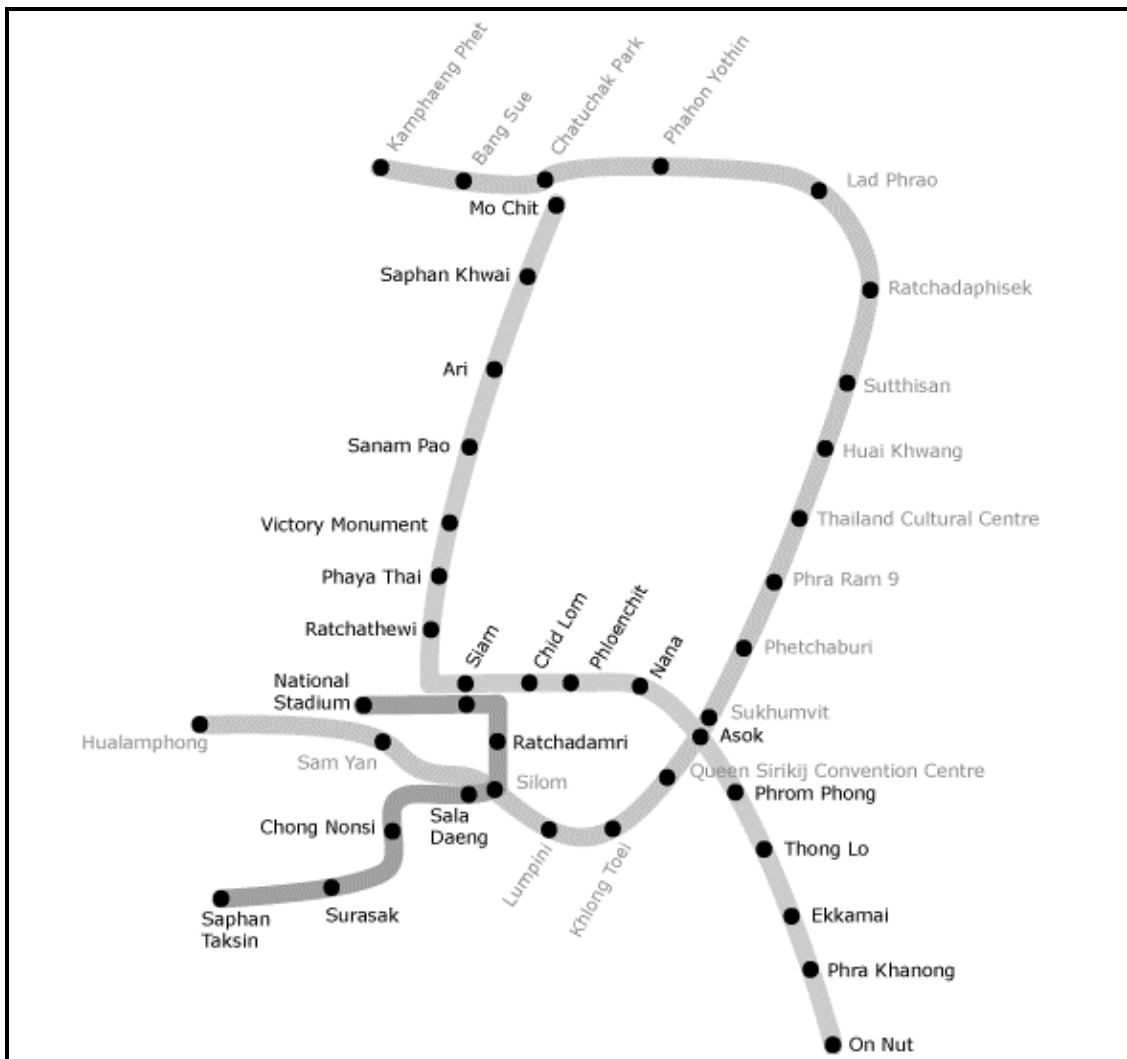 Kamphaeng Phet
Bang Sue
Chatuchak Park
Phahon Yothin
Lad Phrao
Mo Chit
Saphan Khwai
Ratchadaphisek
Ari
Sutthisan
Sanam Pao
Huai Khwang
Victory Monument
Thailand Cultural Centre
Phaya Thai
Phra Ram 9
Ratchathewi
Siam
Chid Lom
Phloenchit
Nana
Phetchaburi
National
Stadium
Sukhumvit
Asok
Hualamphong
Sam Yan
Ratchadamri
Silom
Queen Sirikij Convention Centre
Phrom Phong
Sala
Daeng
Chong Nonsi
Lumpini
Khlong Toei
Thong Lo
Saphan
Taksin
Surasak
Ekkamai
Phra Khanong
On Nut